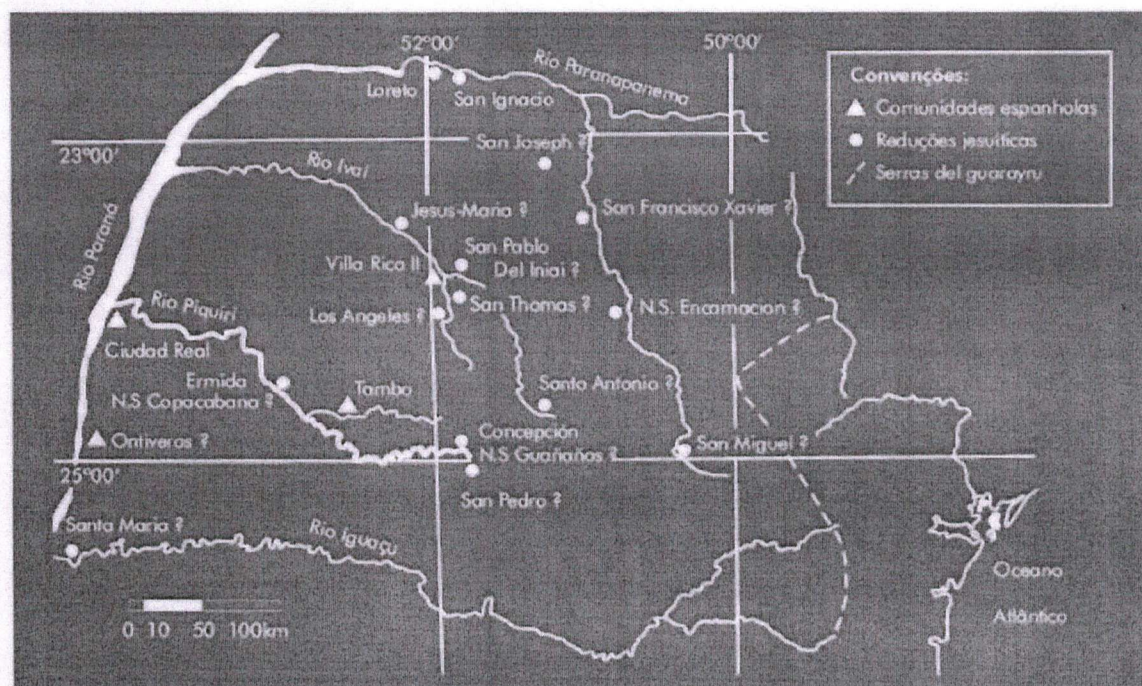 52°00'
50°00'
Rio Paranapanema
Loreto
San Ignacio
Convenções:
Comunidades espanholas
Reduções jesuíticas
Serras del guarayru
23°00'
San Joseph ?
Rio Ivaí
Rio Paraná
Jesus-Maria ?
San Francisco Xavier ?
San Pablo
Del Iniai ?
Villa Rica II
San Thomas ?
Los Angeles ?
N.S. Encarnacion ?
Rio Piquiri
Ciudad Real
Ermida
N.S Copacabana ?
Tambo
Santo Antonio ?
Ontiveras ?
Concepción
N.S Guañaños ?
San Miguel ?
25°00'
San Pedro ?
Santa Maria ?
Rio Iguaçu
Oceano
Atlântico
0 10 50 100km